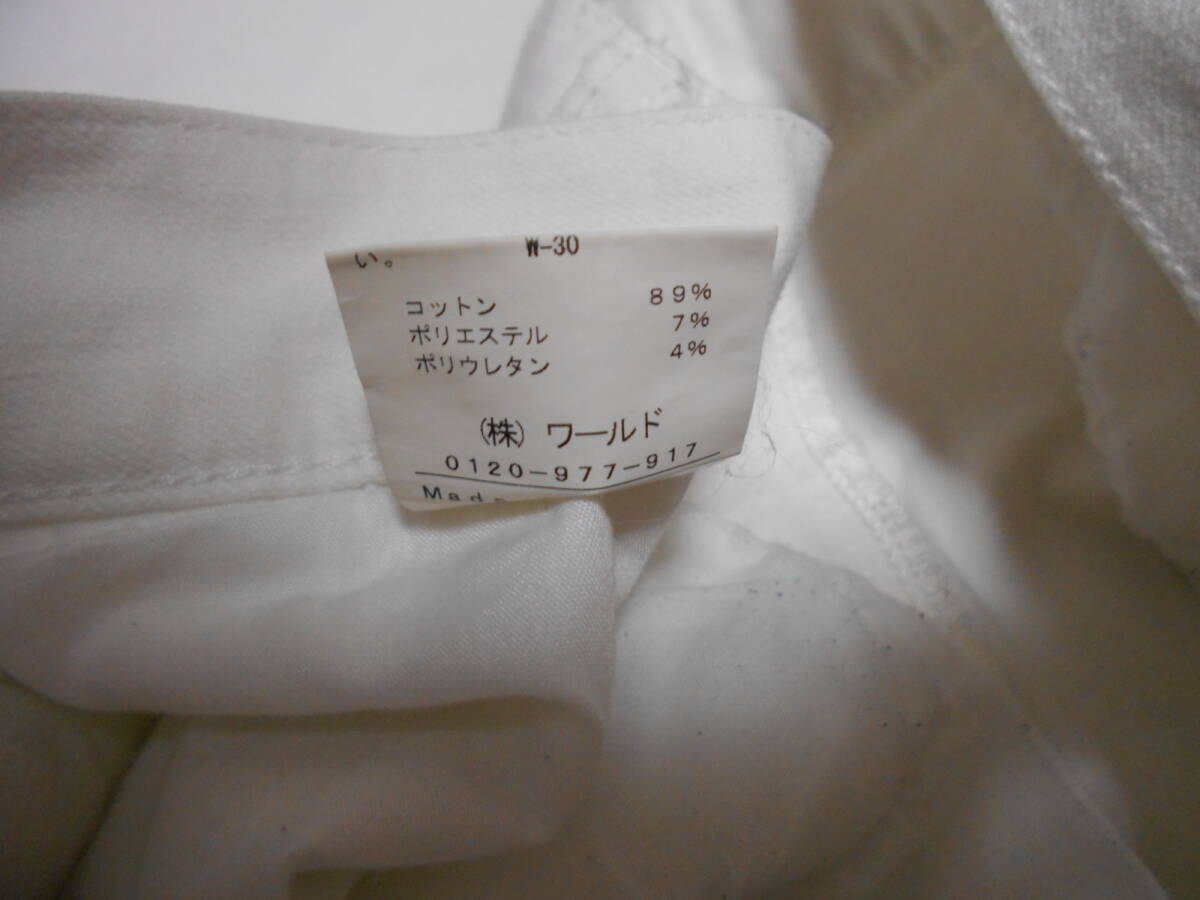 い。 W-30
コットン 89%
ポリエステル 7%
ポリウレタン 4%
(株) ワールド
0120-977-917
Made